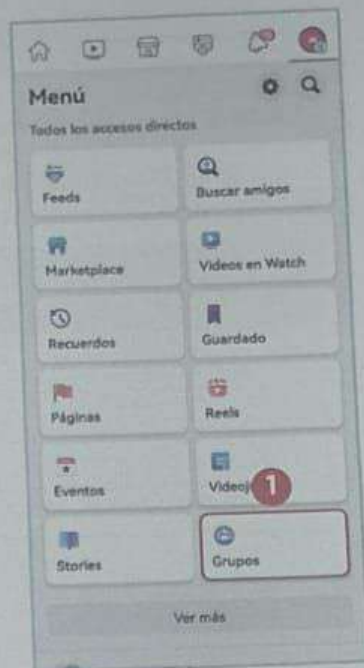 Menú
Todos los accesos directos
Feeds
Buscar amigos
Marketplace
Videos en Watch
Recuerdos
Guardado
Páginas
Reels
Eventos
1
Stories
Grupos
Ver más